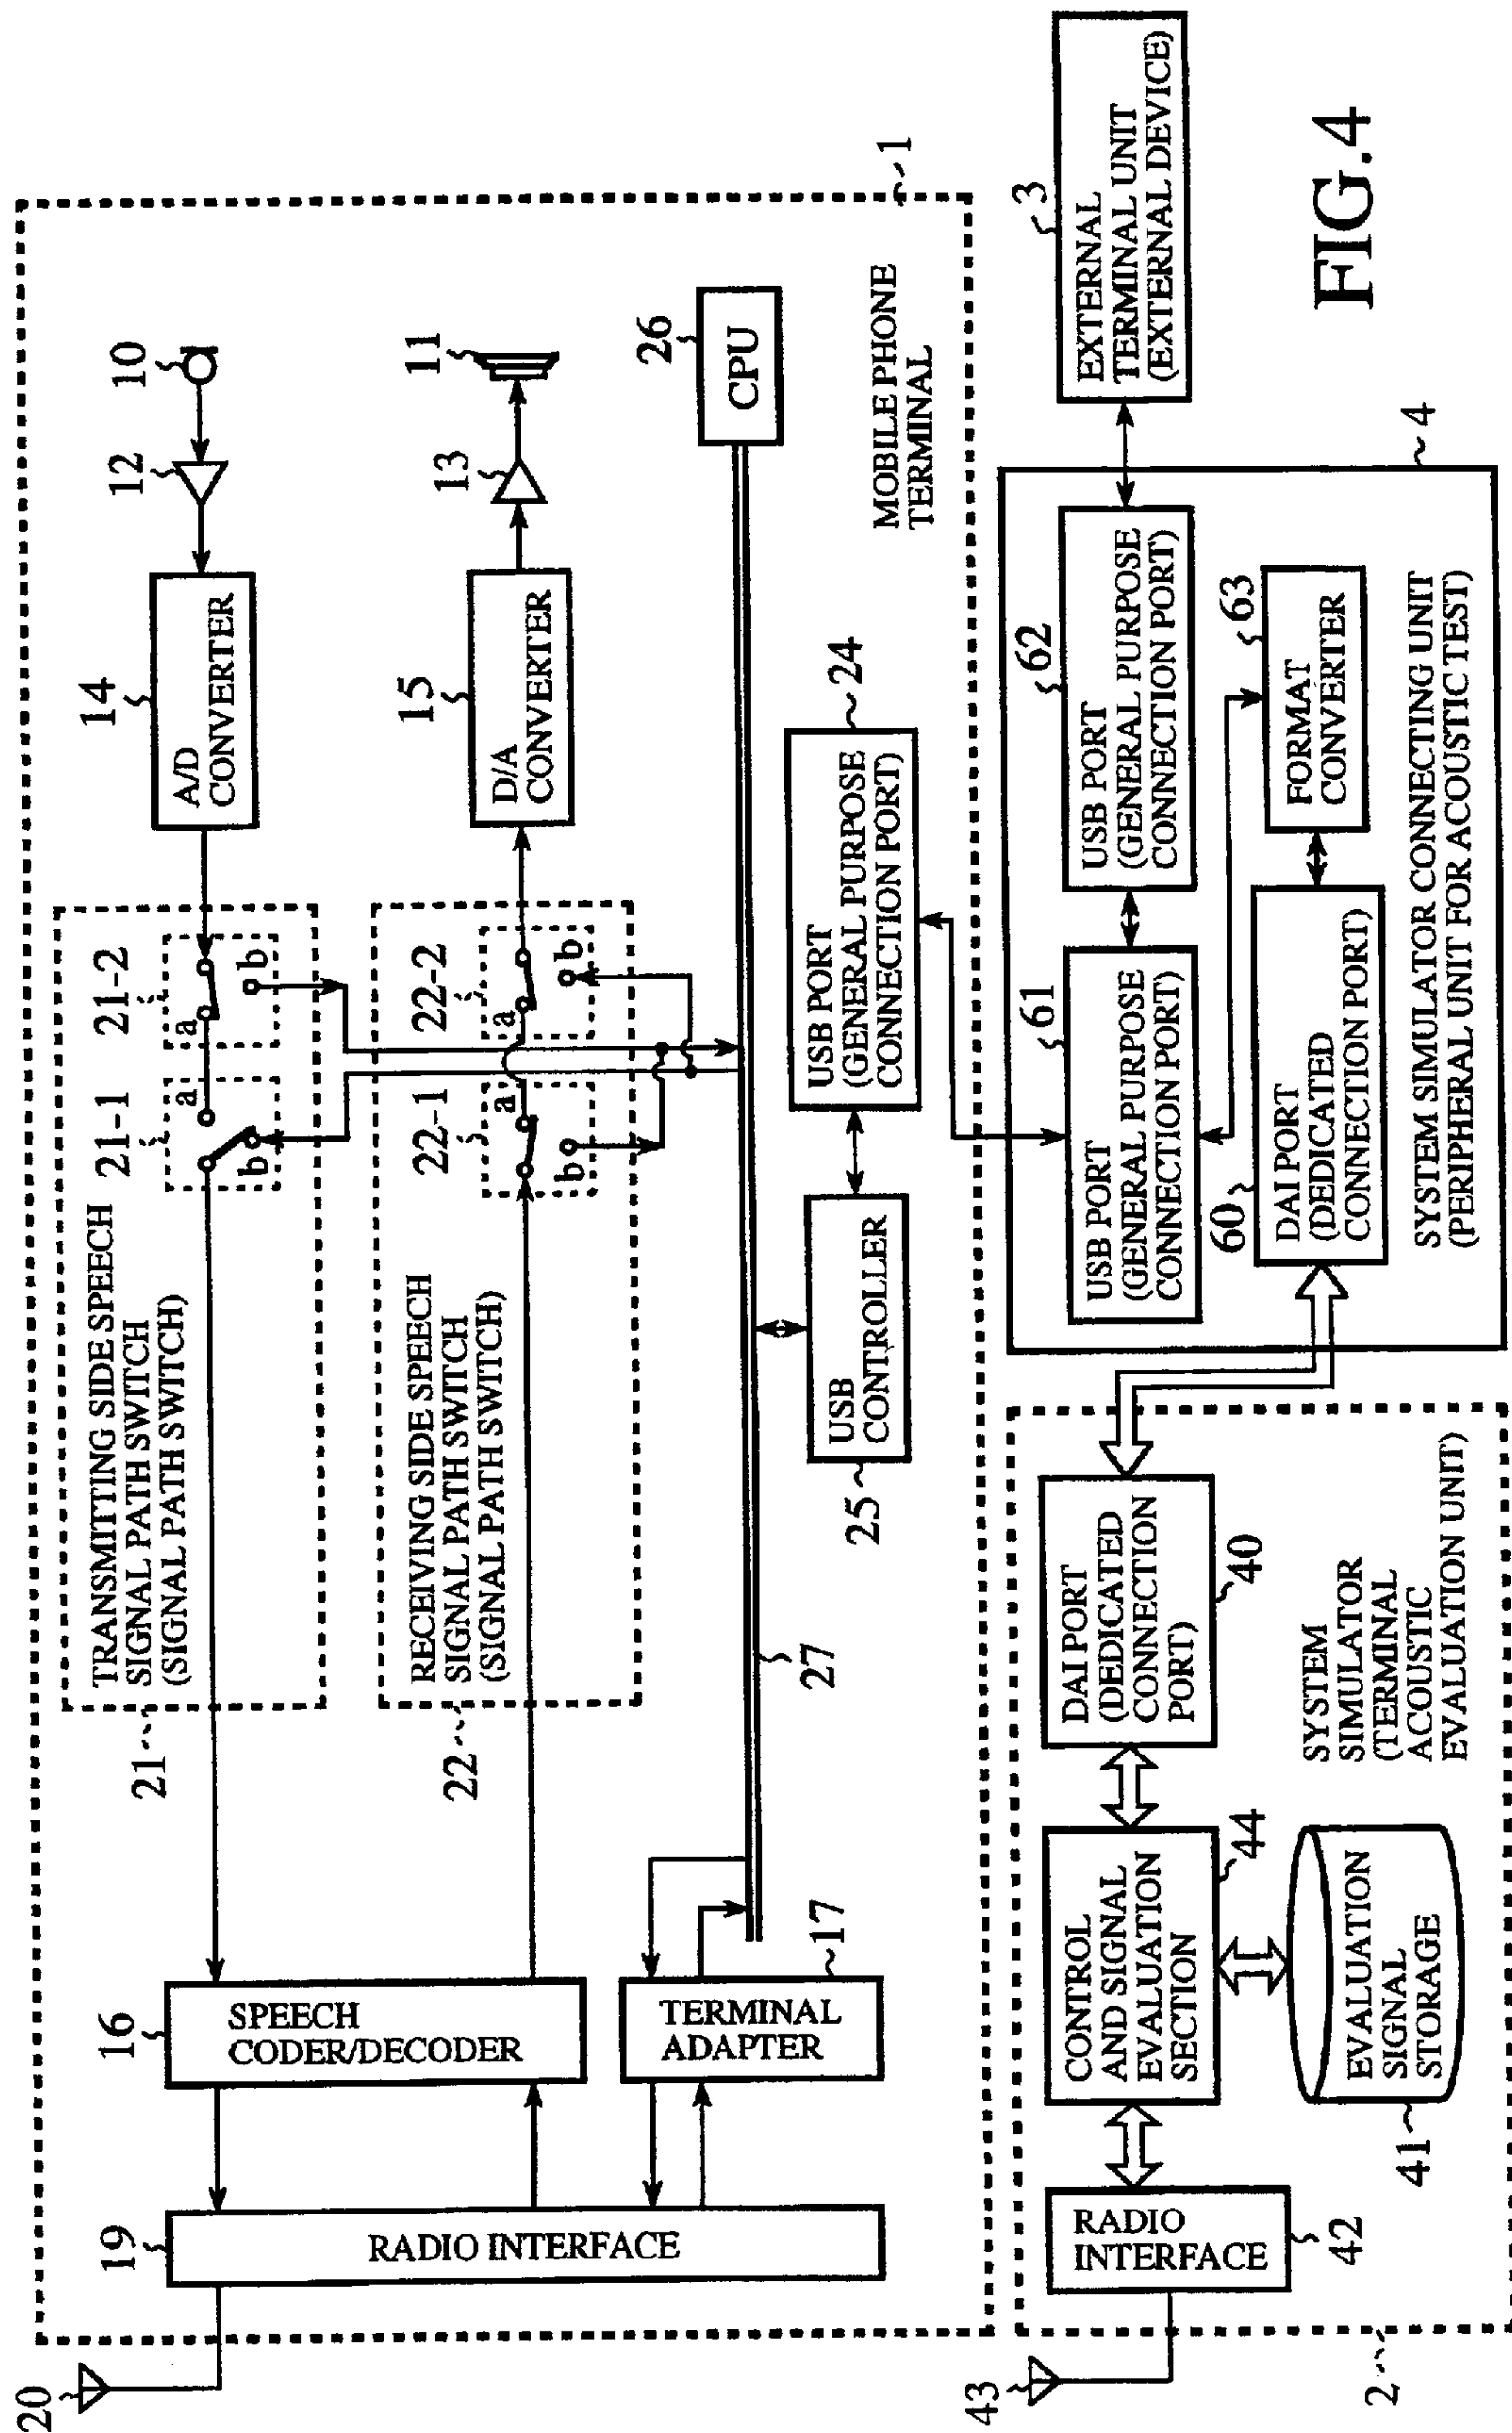 20
19
RADIO INTERFACE
16
SPEECH
CODER/DECODER
TERMINAL
ADAPTER
17
21
TRANSMITTING SIDE SPEECH
SIGNAL PATH SWITCH
(SIGNAL PATH SWITCH)
21-1
a
b
21-2
a
b
14
A/D
CONVERTER
12
10
22
RECEIVING SIDE SPEECH
SIGNAL PATH SWITCH
(SIGNAL PATH SWITCH)
22-1
a
b
22-2
a
b
15
D/A
CONVERTER
13
11
27
26
CPU
25
USB
CONTROLLER
24
USB PORT
(GENERAL PURPOSE
CONNECTION PORT)
MOBILE PHONE
TERMINAL
1
43
2
RADIO
INTERFACE
42
CONTROL
AND SIGNAL
EVALUATION
SECTION
44
41
EVALUATION
SIGNAL
STORAGE
DAI PORT
(DEDICATED
CONNECTION
PORT)
40
SYSTEM
SIMULATOR
(TERMINAL
ACOUSTIC
EVALUATION UNIT)
61
USB PORT
(GENERAL PURPOSE
CONNECTION PORT)
62
USB PORT
(GENERAL PURPOSE
CONNECTION PORT)
60
DAI PORT
(DEDICATED
CONNECTION PORT)
63
FORMAT
CONVERTER
SYSTEM SIMULATOR CONNECTING UNIT
(PERIPHERAL UNIT FOR ACOUSTIC TEST)
4
3
EXTERNAL
TERMINAL UNIT
(EXTERNAL DEVICE)
FIG.4